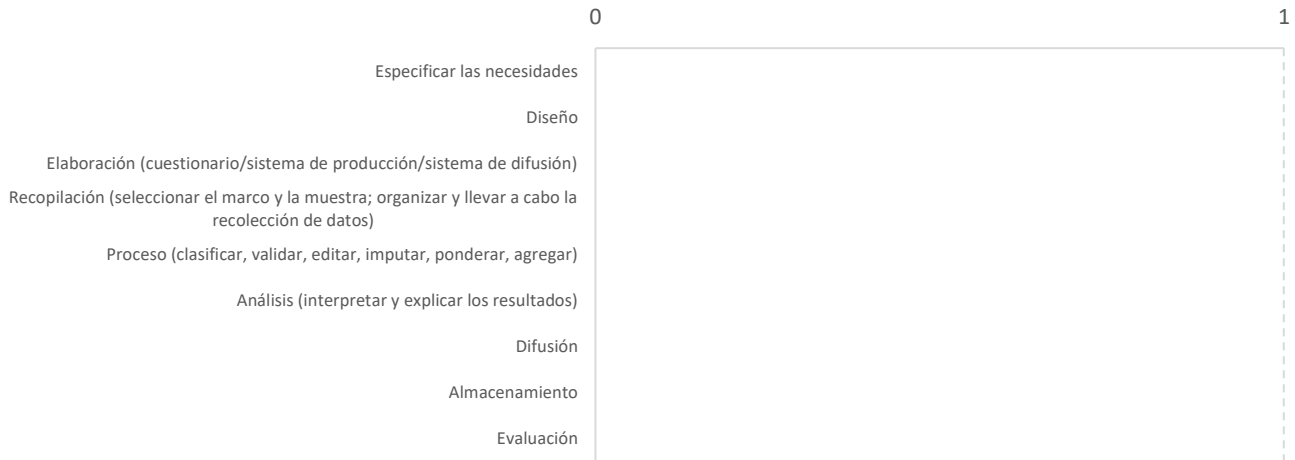 0 1
Especificar las necesidades
Diseño
Elaboración (cuestionario/sistema de producción/sistema de difusión)
Recopilación (seleccionar el marco y la muestra; organizar y llevar a cabo la
recolección de datos)
Proceso (clasificar, validar, editar, imputar, ponderar, agregar)
Análisis (interpretar y explicar los resultados)
Difusión
Almacenamiento
Evaluación